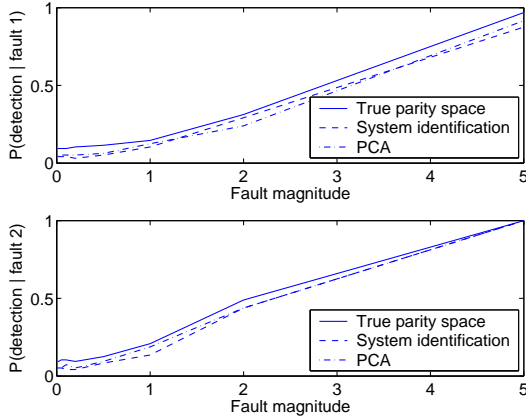 1
0.5
0
P(detection | fault 1)
True parity space
System identification
PCA
0 1 2 3 4 5
Fault magnitude
1
0.5
0
P(detection | fault 2)
True parity space
System identification
PCA
0 1 2 3 4 5
Fault magnitude